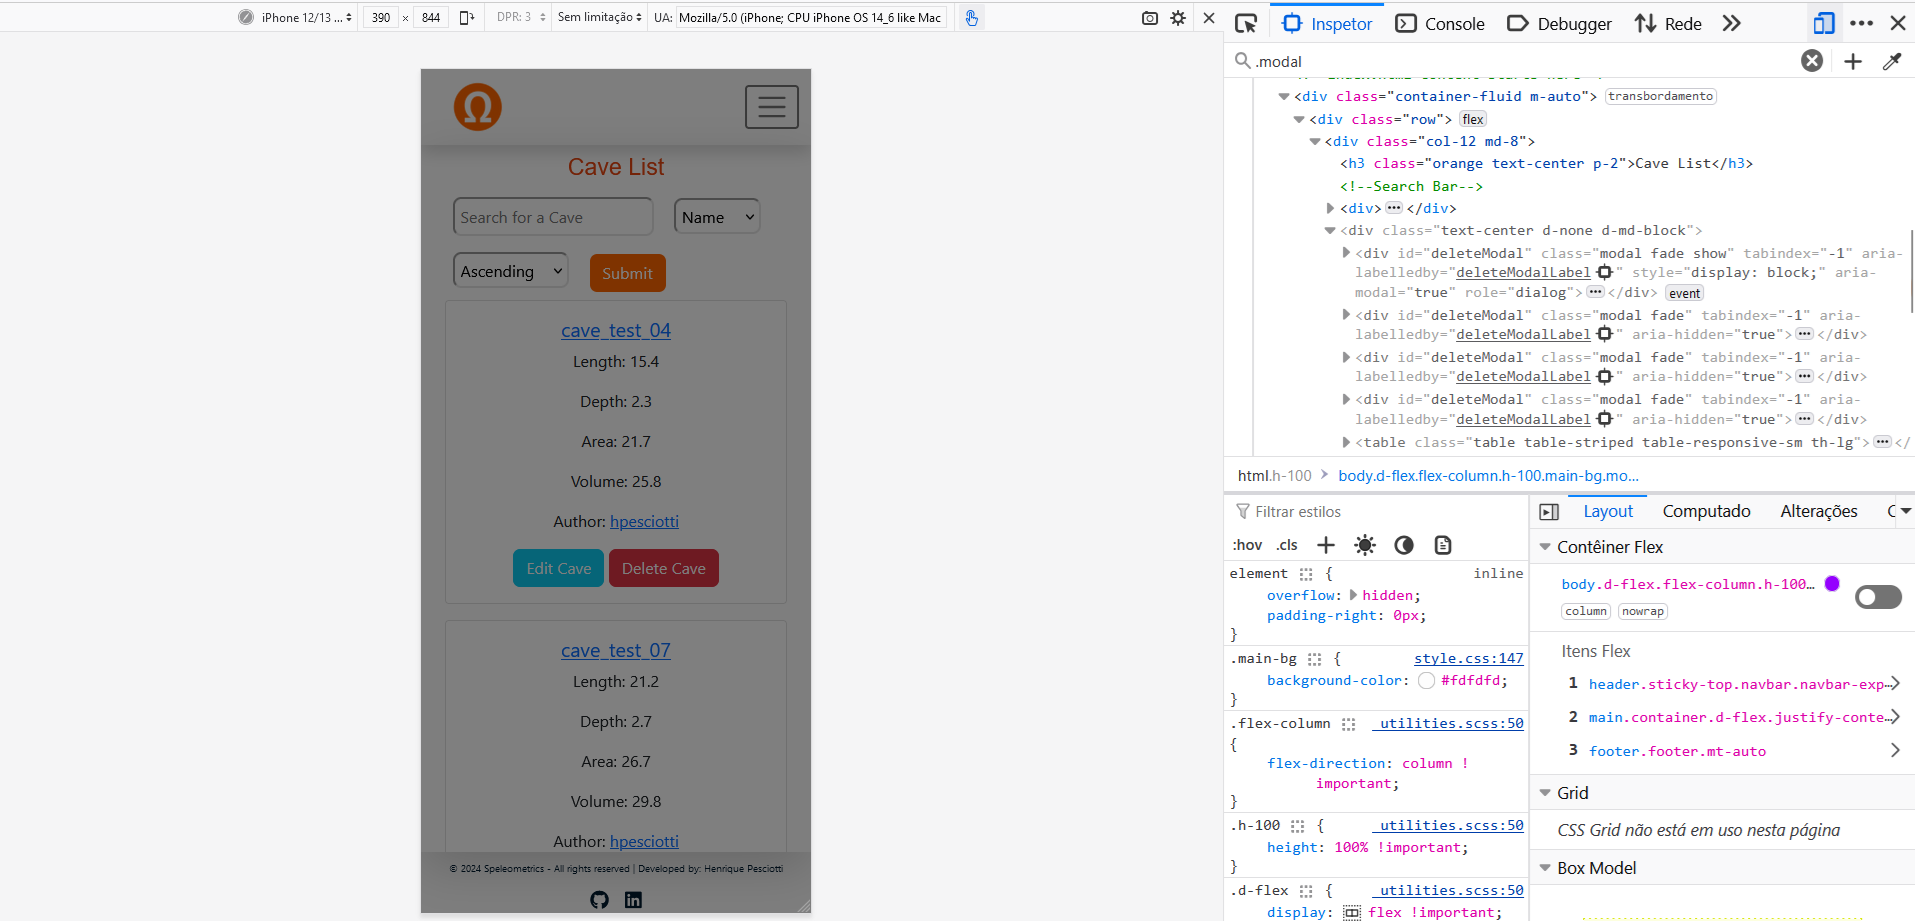 iPhone 12/13 ...
390 × 844
DPR: 3
Sem limitação
UA: Mozilla/5.0 (iPhone; CPU iPhone OS 14_6 like Mac
Ω
Cave List
Search for a Cave
Name
Ascending
Submit
cave_test_04
Length: 15.4
Depth: 2.3
Area: 21.7
Volume: 25.8
Author: hpesciotti
Edit Cave
Delete Cave
cave_test_07
Length: 21.2
Depth: 2.7
Area: 26.7
Volume: 29.8
Author: hpesciotti
© 2024 Speleometrics - All rights reserved | Developed by: Henrique Pesciotti
Inspetor
Console
Debugger
Rede
.modal
<div class="container-fluid m-auto"> transbordamento
<div class="row"> flex
<div class="col-12 md-8">
<h3 class="orange text-center p-2">Cave List</h3>
<!--Search Bar-->
<div>•••</div>
<div class="text-center d-none d-md-block">
<div id="deleteModal" class="modal fade show" tabindex="-1" aria-
labelledby="deleteModalLabel" style="display: block;" aria-
modal="true" role="dialog">•••</div> event
<div id="deleteModal" class="modal fade" tabindex="-1" aria-
labelledby="deleteModalLabel" aria-hidden="true">•••</div>
<div id="deleteModal" class="modal fade" tabindex="-1" aria-
labelledby="deleteModalLabel" aria-hidden="true">•••</div>
<div id="deleteModal" class="modal fade" tabindex="-1" aria-
labelledby="deleteModalLabel" aria-hidden="true">•••</div>
<table class="table table-striped table-responsive-sm th-lg">•••</
html.h-100 > body.d-flex.flex-column.h-100.main-bg.mo...
Filtrar estilos
:hov .cls
element { inline
overflow: hidden;
padding-right: 0px;
}
.main-bg { style.css:147
background-color: #fdfdfd;
}
.flex-column _utilities.scss:50
{
flex-direction: column !
important;
}
.h-100 { _utilities.scss:50
height: 100% !important;
}
.d-flex { _utilities.scss:50
display: flex !important;
Layout
Computado
Alterações
Contêiner Flex
body.d-flex.flex-column.h-100...
column nowrap
Itens Flex
1 header.sticky-top.navbar.navbar-exp…
2 main.container.d-flex.justify-conte…
3 footer.footer.mt-auto
Grid
CSS Grid não está em uso nesta página
Box Model